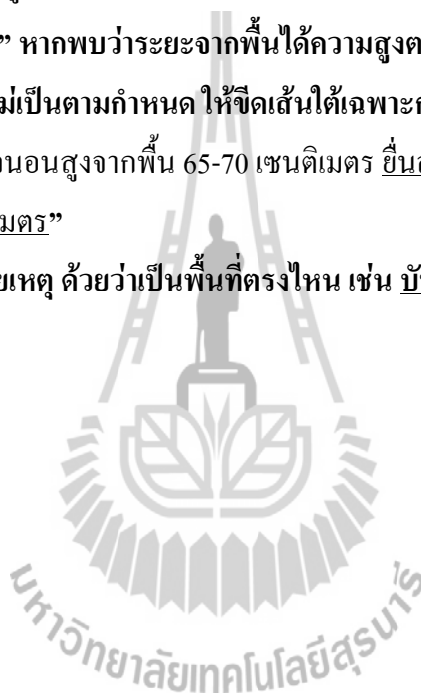 ” หากพบว่าระยะจากพื้นได้ความสูงต
ม่เป็นตามกำหนด ให้ขีดเส้นใต้เฉพาะ
นอนสูงจากพื้น 65-70 เซนติเมตร
มตร”
ยเหตุ ด้วยว่าเป็นพื้นที่ตรงไหน เช่น
มหาวิทยาลัยเทคโนโลยีสุรนารี